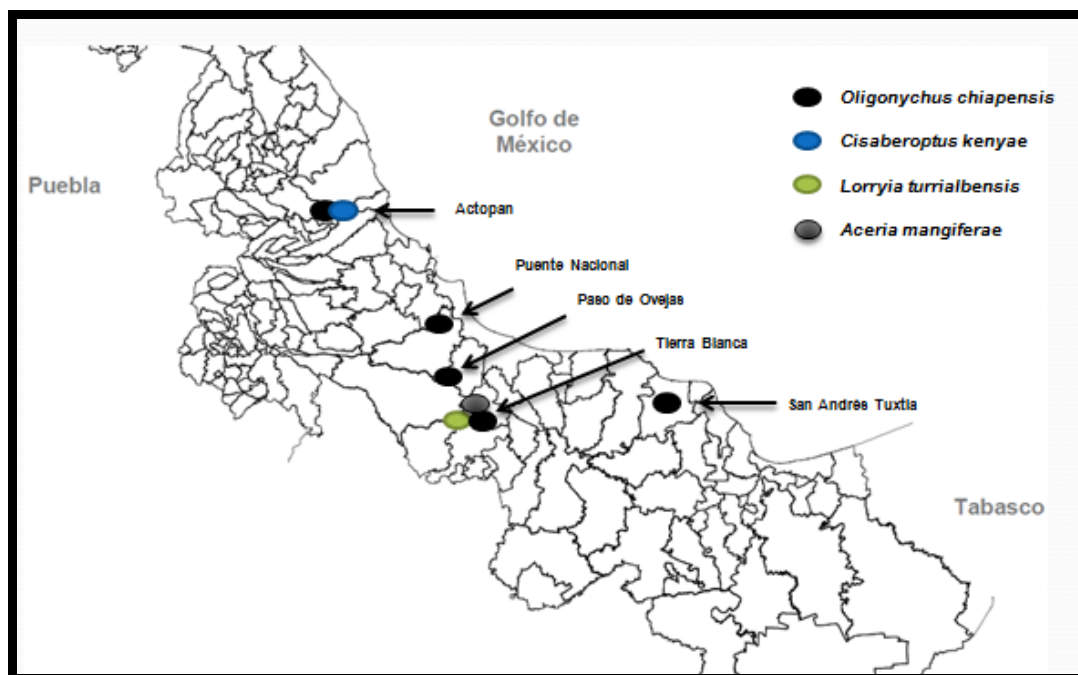 Oligonychus chiapensis
Golfo de
México
Cisaberoptus kenyae
Puebla
Lorryia turrialbensis
Actopan
Aceria mangiferae
Puente Nacional
Paso de Ovejas
Tierra Blanca
San Andrés Tuxtla
Tabasco